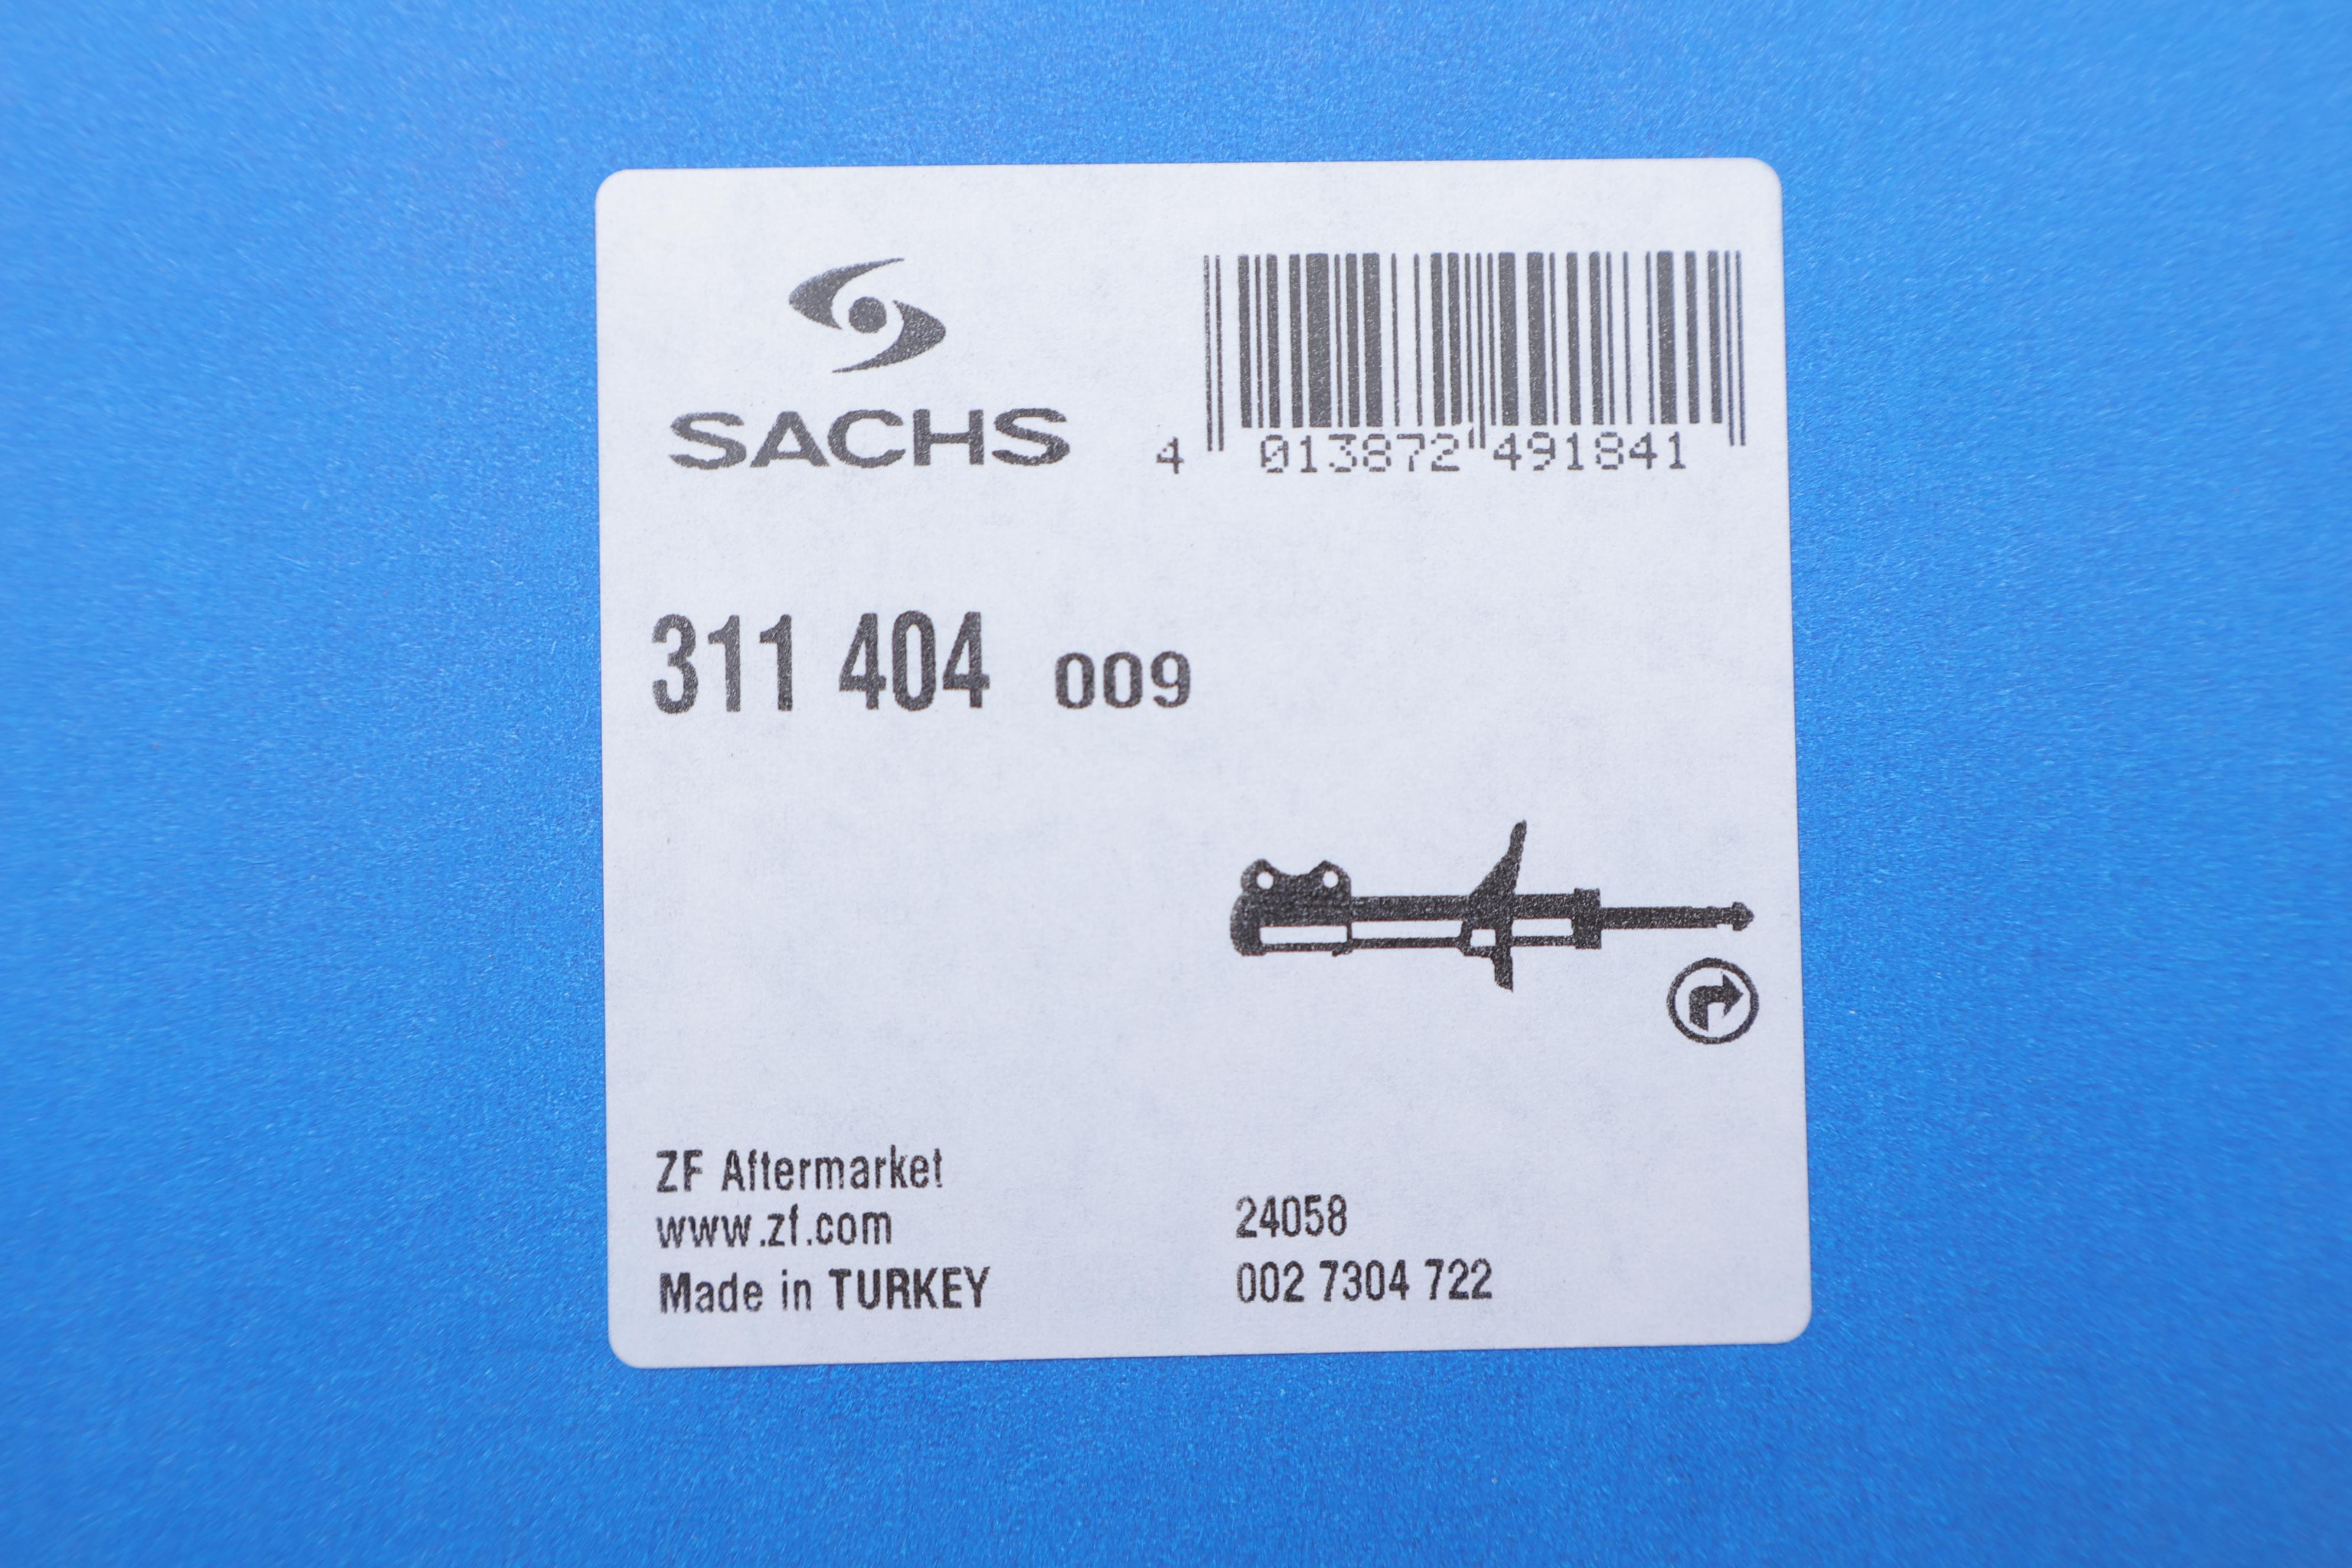 SACHS
4 013872 491841
311 404 009
ZF Aftermarket
www.zf.com
Made in TURKEY
24058
002 7304 722